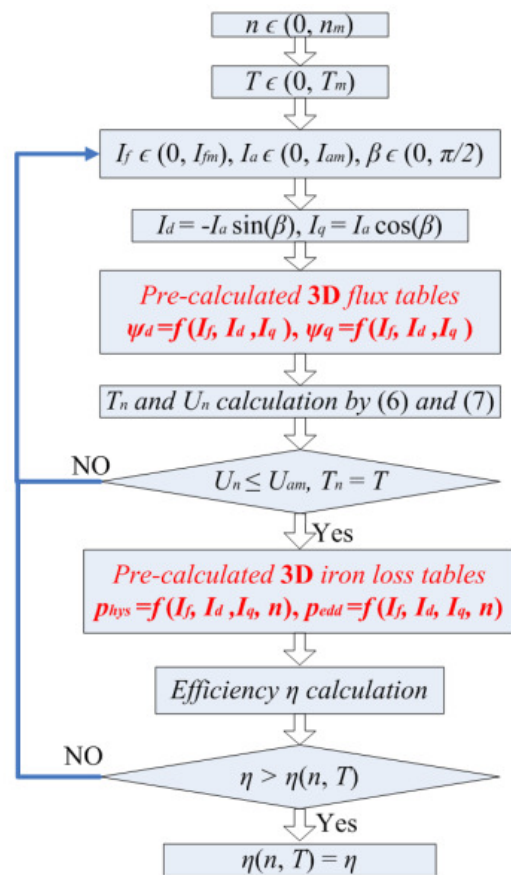 n ϵ (0, nm)
T ϵ (0, Tm)
If ϵ (0, Ifm), Ia ϵ (0, Iam), β ϵ (0, π/2)
Id = -Ia sin(β), Iq = Ia cos(β)
Pre-calculated 3D flux tables
ψd =f (If, Id ,Iq ), ψq =f (If, Id ,Iq )
Tn and Un calculation by (6) and (7)
NO
Un ≤ Uam, Tn = T
Yes
Pre-calculated 3D iron loss tables
phys =f (If, Id ,Iq, n), pedd =f (If, Id, Iq, n)
Efficiency η calculation
NO
η > η(n, T)
Yes
η(n, T) = η